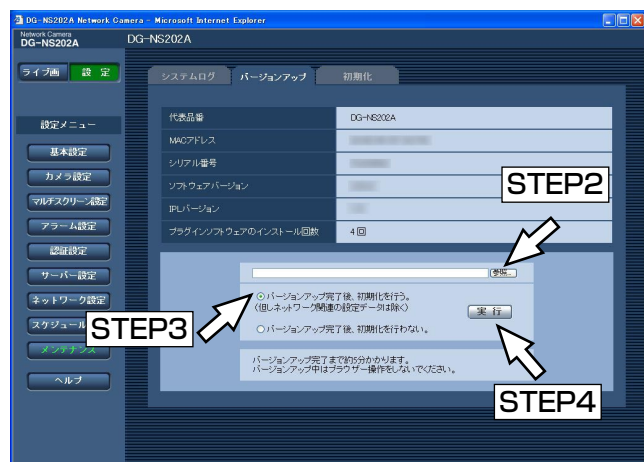 DG-NS202A Network Camera - Microsoft Internet Explorer
Network Camera
DG-NS202A
DG-NS202A
ライブ画
設 定
システムログ
バージョンアップ
初期化
設定メニュー
基本設定
カメラ設定
マルチスクリーン設定
アラーム設定
認証設定
サーバー設定
ネットワーク設定
スケジュール
メンテナンス
ヘルプ
代表品番
DG-NS202A
MACアドレス
シリアル番号
ソフトウェアバージョン
IPLバージョン
プラグインソフトウェアのインストール回数
4回
STEP2
参照...
バージョンアップ完了後、初期化を行う。
(但しネットワーク関連の設定データは除く)
実 行
STEP3
バージョンアップ完了後、初期化を行わない。
バージョンアップ完了まで約5分かかります。
バージョンアップ中はブラウザー操作をしないでください。
STEP4